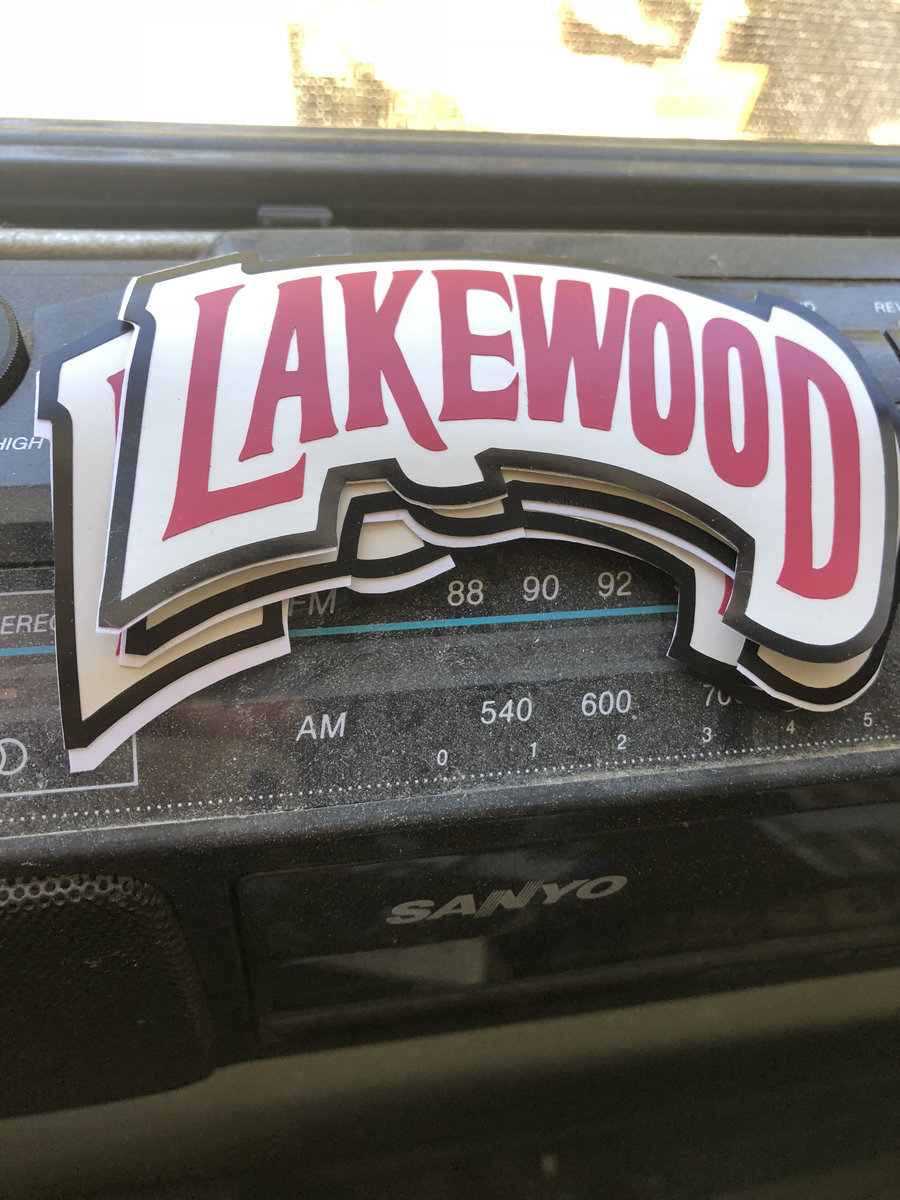 LAKEWOOD
HIGH
FM 88 90 92
AM 540 600
0 1 2 3 4 5
SANYO